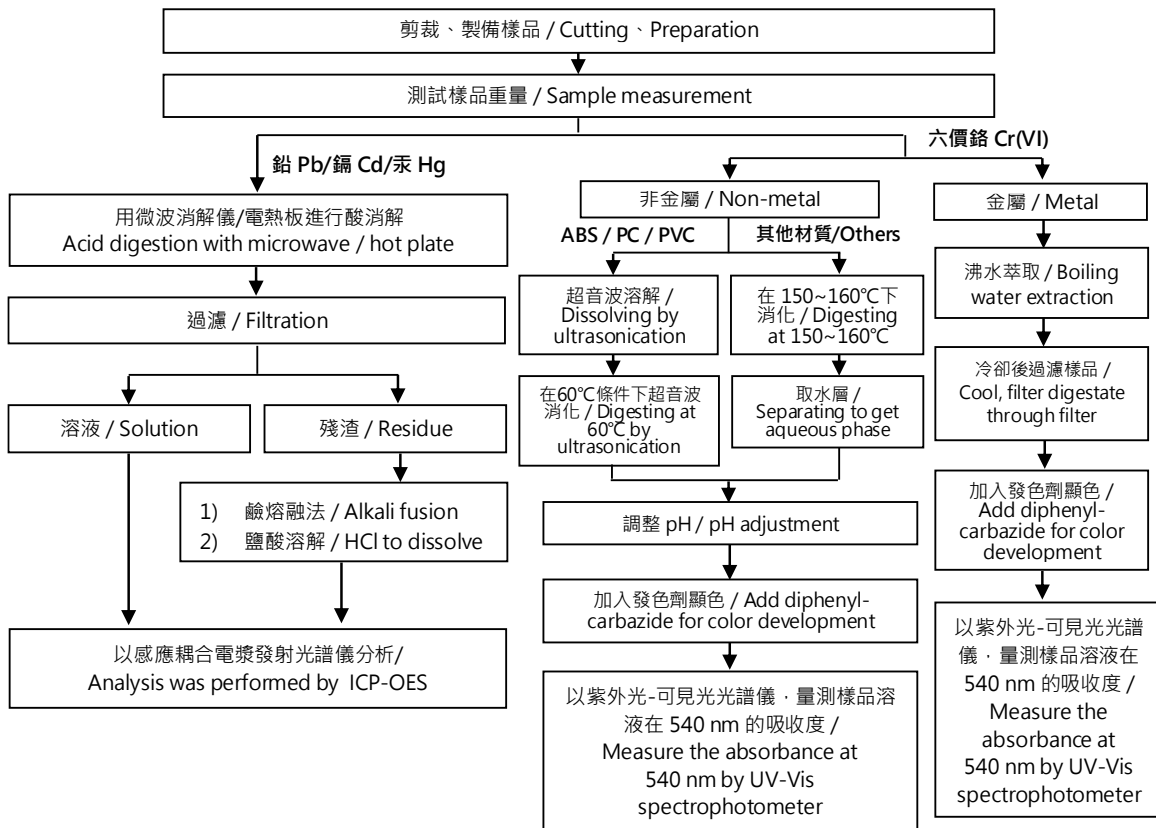 剪裁、製備樣品 / Cutting、Preparation
測試樣品重量 / Sample measurement
鉛 Pb/鎘 Cd/汞 Hg
六價鉻 Cr(VI)
用微波消解儀/電熱板進行酸消解
Acid digestion with microwave / hot plate
過濾 / Filtration
溶液 / Solution
殘渣 / Residue
1) 鹼熔融法 / Alkali fusion
2) 鹽酸溶解 / HCl to dissolve
以感應耦合電漿發射光譜儀分析/
Analysis was performed by ICP-OES
非金屬 / Non-metal
ABS / PC / PVC
其他材質/Others
超音波溶解 /
Dissolving by
ultrasonication
在60℃條件下超音波
消化 / Digesting at
60℃ by
ultrasonication
在 150~160℃下
消化 / Digesting
at 150~160℃
取水層 /
Separating to get
aqueous phase
調整 pH / pH adjustment
加入發色劑顯色 / Add diphenyl-
carbazide for color development
以紫外光-可見光光譜儀，量測樣品溶
液在 540 nm 的吸收度 /
Measure the absorbance at
540 nm by UV-Vis
spectrophotometer
金屬 / Metal
沸水萃取 / Boiling
water extraction
冷卻後過濾樣品 /
Cool, filter digestate
through filter
加入發色劑顯色 /
Add diphenyl-
carbazide for color
development
以紫外光-可見光光譜
儀，量測樣品溶液在
540 nm 的吸收度 /
Measure the
absorbance at
540 nm by UV-Vis
spectrophotometer